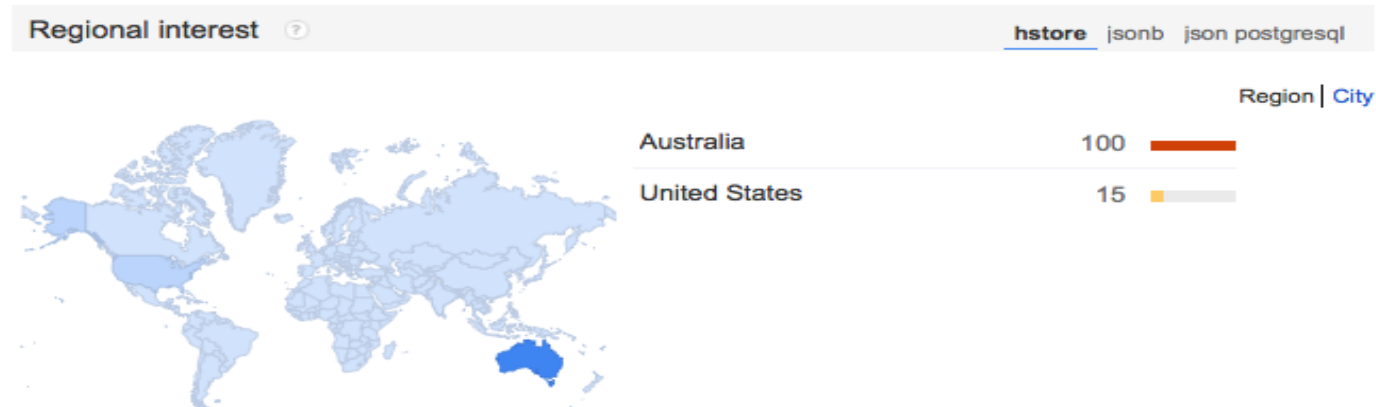 Regional interest ? hstore jsonb json postgresql
Region | City
Australia 100
United States 15